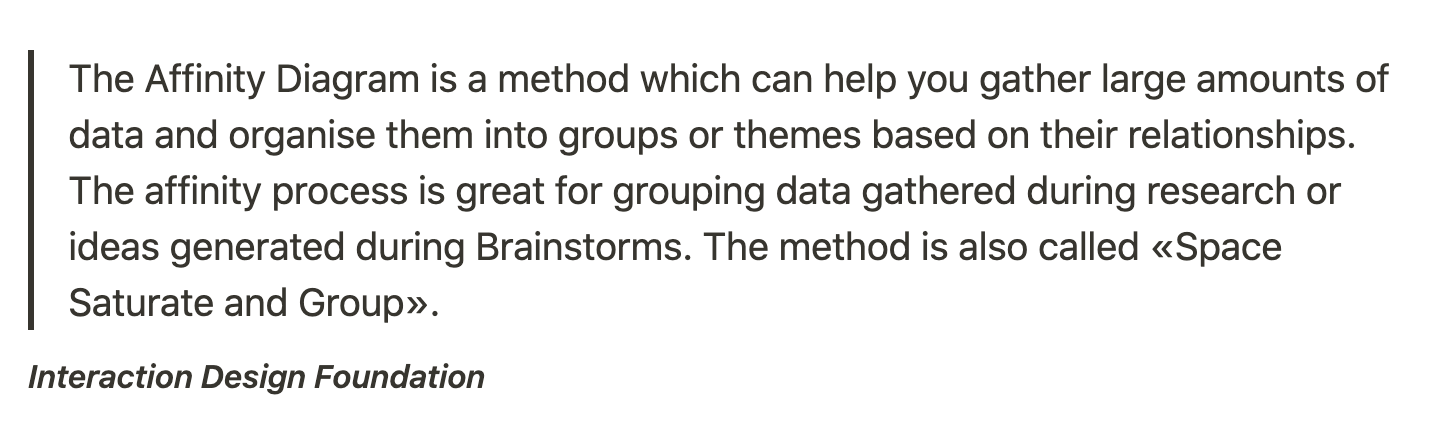 The Affinity Diagram is a method which can help you gather large amounts of
data and organise them into groups or themes based on their relationships.
The affinity process is great for grouping data gathered during research or
ideas generated during Brainstorms. The method is also called «Space
Saturate and Group».
Interaction Design Foundation